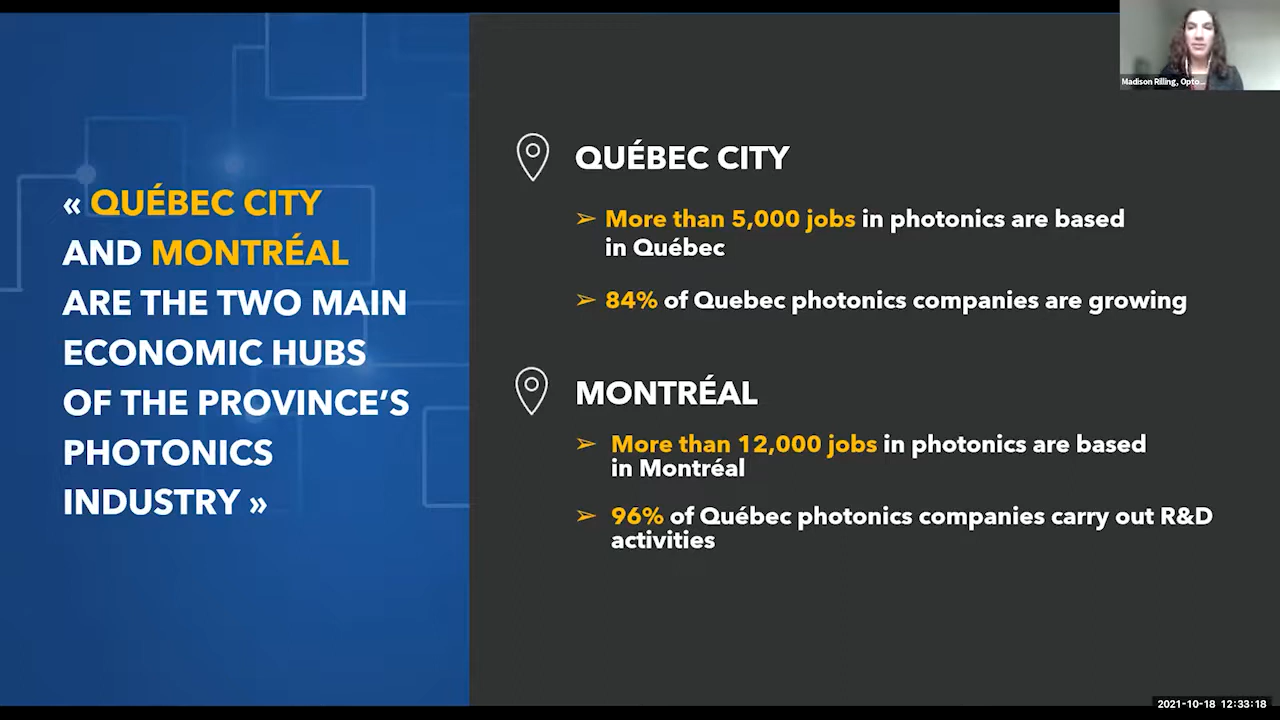 « QUÉBEC CITY
AND MONTRÉAL
ARE THE TWO MAIN
ECONOMIC HUBS
OF THE PROVINCE’S
PHOTONICS
INDUSTRY »
QUÉBEC CITY
➢ More than 5,000 jobs in photonics are based
in Québec
➢ 84% of Quebec photonics companies are growing
MONTRÉAL
➢ More than 12,000 jobs in photonics are based
in Montréal
➢ 96% of Québec photonics companies carry out R&D
activities
Madison Rilling, Opto...
2021-10-18 12:33:18